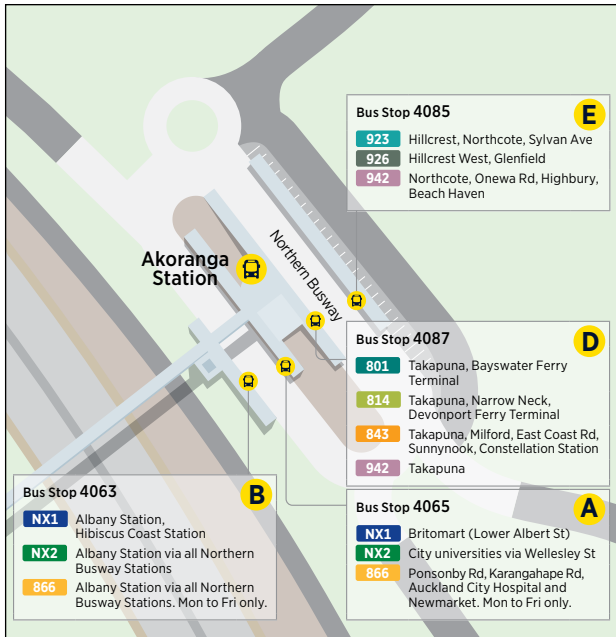 Bus Stop 4085
E
923 Hillcrest, Northcote, Sylvan Ave
926 Hillcrest West, Glenfield
942 Northcote, Onewa Rd, Highbury,
Beach Haven
Akoranga
Station
Northern Busway
Bus Stop 4087
D
801 Takapuna, Bayswater Ferry
Terminal
814 Takapuna, Narrow Neck,
Devonport Ferry Terminal
843 Takapuna, Milford, East Coast Rd,
Sunnynook, Constellation Station
942 Takapuna
Bus Stop 4063
B
NX1 Albany Station,
Hibiscus Coast Station
NX2 Albany Station via all Northern
Busway Stations
866 Albany Station via all Northern
Busway Stations. Mon to Fri only.
Bus Stop 4065
A
NX1 Britomart (Lower Albert St)
NX2 City universities via Wellesley St
866 Ponsonby Rd, Karangahape Rd,
Auckland City Hospital and
Newmarket. Mon to Fri only.